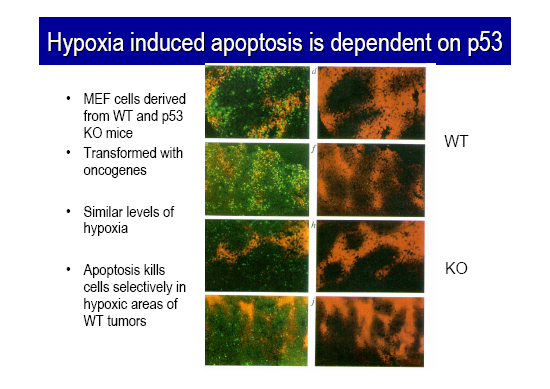 Hypoxia induced apoptosis is dependent on p53
• MEF cells derived
from WT and p53
KO mice
• Transformed with
oncogenes
• Similar levels of
hypoxia
• Apoptosis kills
cells selectively in
hypoxic areas of
WT tumors
d
f
WT
h
KO
j